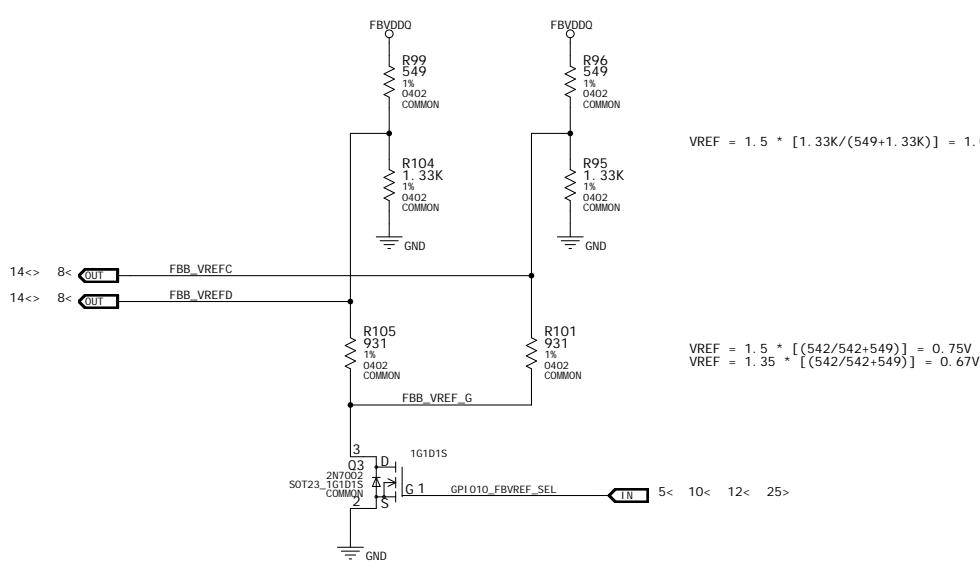 FBVDDQ
FBVDDQ
R99
549
1%
0402
COMMON
R96
549
1%
0402
COMMON
VREF = 1.5 * [1.33K/(549+1.33K)] = 1.
R104
1.33K
1%
0402
COMMON
R95
1.33K
1%
0402
COMMON
GND
GND
14<> 8< OUT FBB_VREFC
14<> 8< OUT FBB_VREFD
R105
931
1%
0402
COMMON
R101
931
1%
0402
COMMON
VREF = 1.5 * [(542/542+549)] = 0.75V
VREF = 1.35 * [(542/542+549)] = 0.67V
FBB_VREF_G
3
D
1G1D1S
Q3
2N7002
SOT23_1G1D1S
COMMON
2
S
G 1 GPIO10_FBVREF_SEL IN 5< 10< 12< 25>
GND